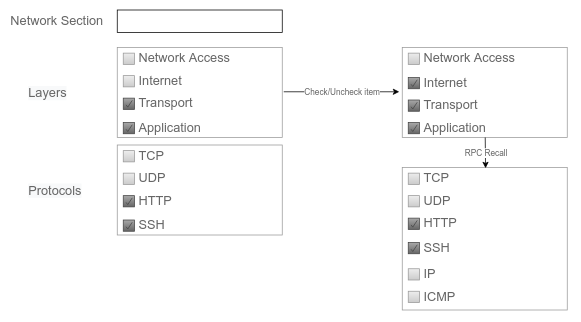 Network Section
Layers
Network Access
Internet
Transport
Application
Check/Uncheck item
Network Access
Internet
Transport
Application
RPC Recall
Protocols
TCP
UDP
HTTP
SSH
TCP
UDP
HTTP
SSH
IP
ICMP